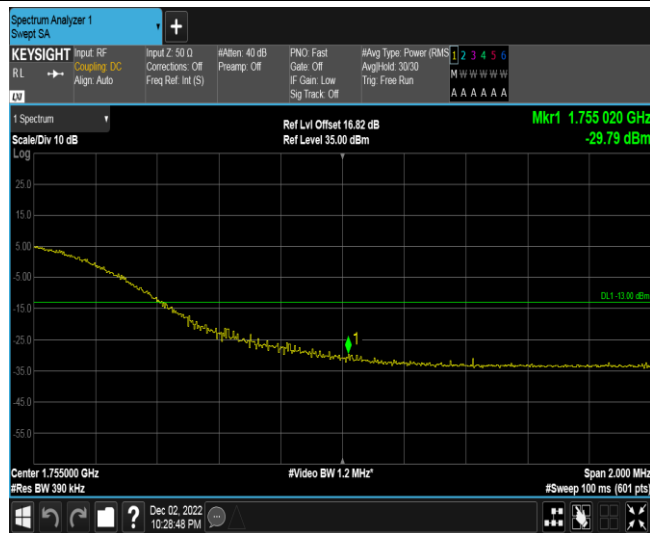 Spectrum Analyzer 1
Swept SA
+
KEYSIGHT
RL
LXI
Input: RF
Coupling: DC
Align: Auto
Input Z: 50 Ω
Corrections: Off
Freq Ref: Int (S)
#Atten: 40 dB
Preamp: Off
PNO: Fast
Gate: Off
IF Gain: Low
Sig Track: Off
#Avg Type: Power (RMS
Avg|Hold: 30/30
Trig: Free Run
1 2 3 4 5 6
M W W W W W
A A A A A A
1 Spectrum
Scale/Div 10 dB
Log
Ref Lvl Offset 16.82 dB
Ref Level 35.00 dBm
Mkr1 1.755 020 GHz
-29.79 dBm
25.0
15.0
5.00
-5.00
DL1 -13.00 dBm
-15.0
-25.0
1
-35.0
-45.0
-55.0
Center 1.755000 GHz
#Video BW 1.2 MHz*
Span 2.000 MHz
#Res BW 390 kHz
#Sweep 100 ms (601 pts)
?
Dec 02, 2022
10:28:48 PM